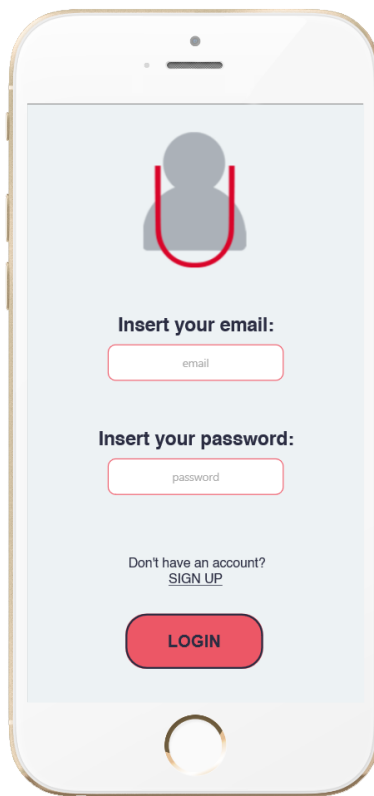 Insert your email:
email
Insert your password:
password
Don't have an account?
SIGN UP
LOGIN